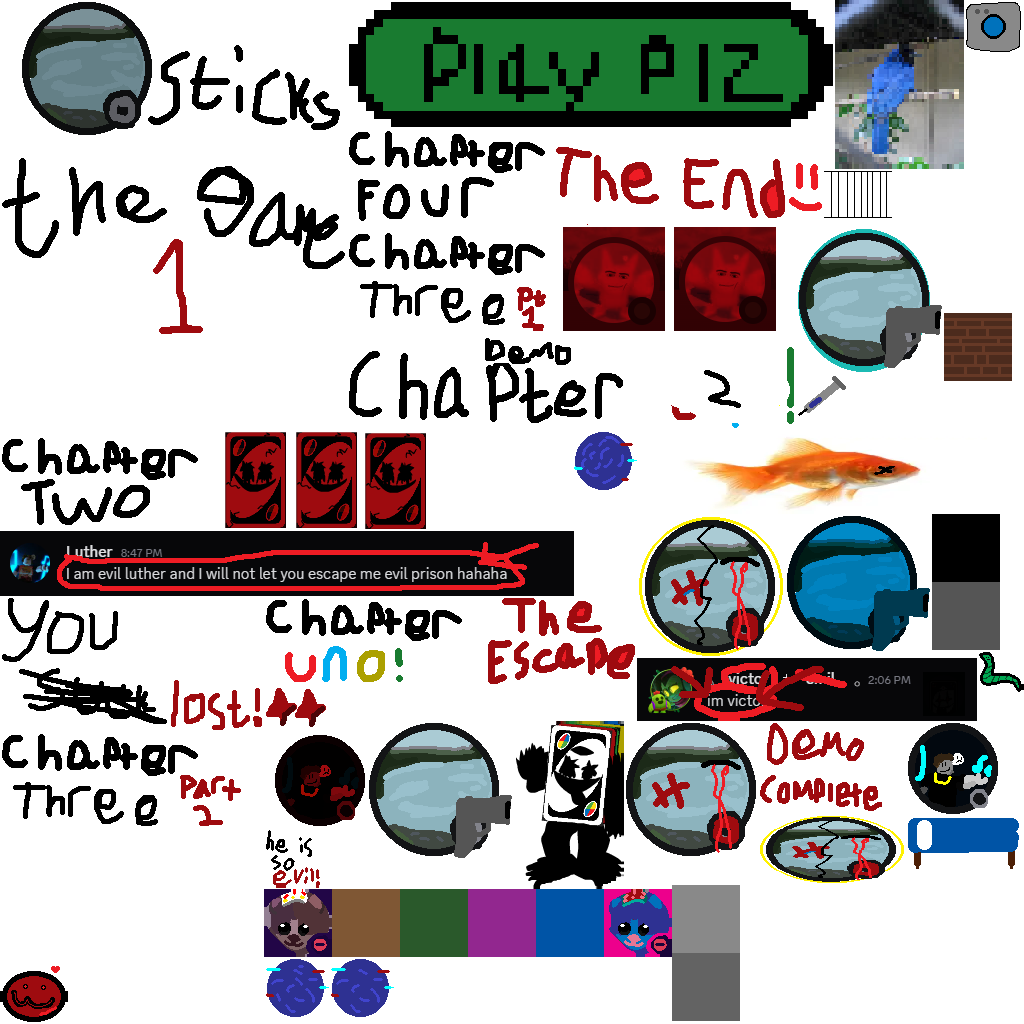 sticks
the game
1
Play Plz
Chapter
Four
The End!!
Chapter
Three Pt
1
Demo
Chapter 2 !
Chapter
Two
Luther 8:47 PM
I am evil luther and I will not let you escape me evil prison hahaha
You
lost!
Chapter
uno!
The
Escape
2:06 PM
im victo
Chapter
Three Part
2
Demo
Complete
he is
so
evil!